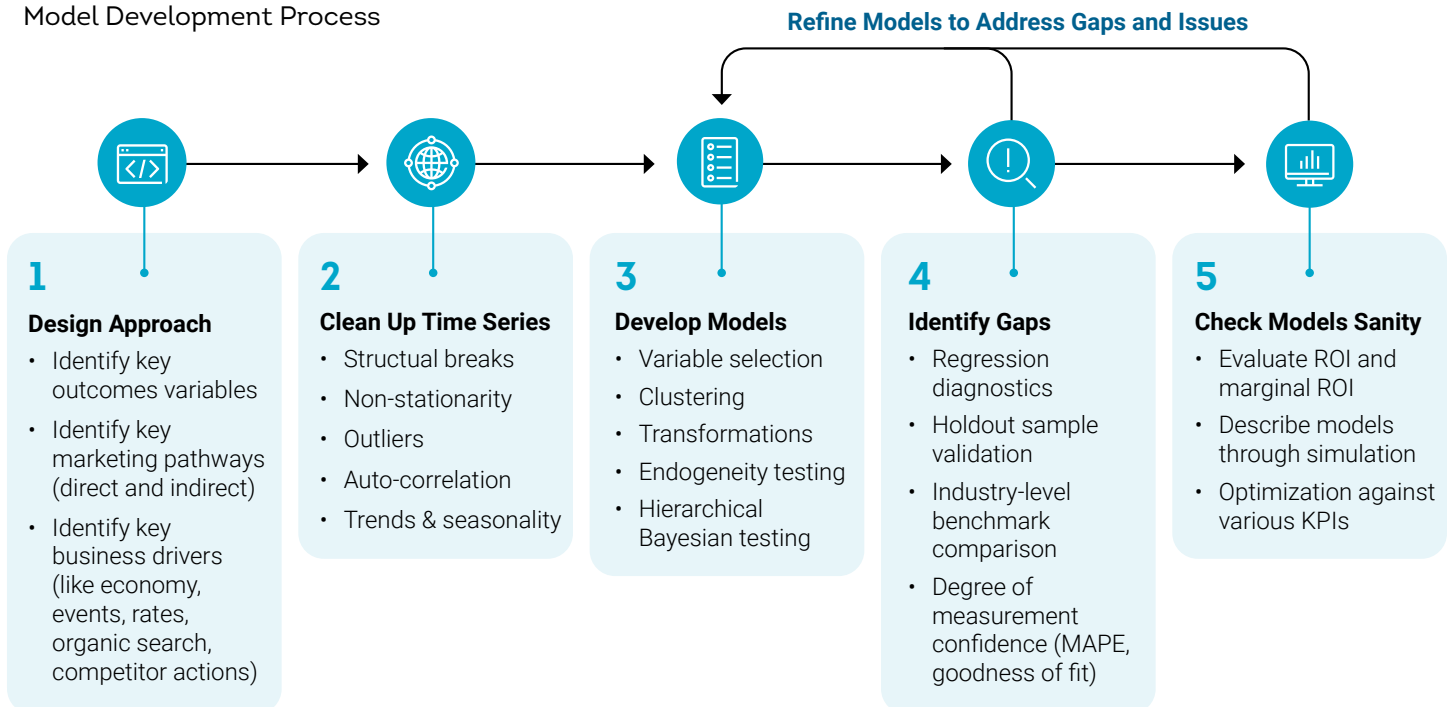 Model Development Process
Refine Models to Address Gaps and Issues
</>
1
Design Approach
• Identify key
outcomes variables
• Identify key
marketing pathways
(direct and indirect)
• Identify key
business drivers
(like economy,
events, rates,
organic search,
competitor actions)
2
Clean Up Time Series
• Structual breaks
• Non-stationarity
• Outliers
• Auto-correlation
• Trends & seasonality
3
Develop Models
• Variable selection
• Clustering
• Transformations
• Endogeneity testing
• Hierarchical
Bayesian testing
4
Identify Gaps
• Regression
diagnostics
• Holdout sample
validation
• Industry-level
benchmark
comparison
• Degree of
measurement
confidence (MAPE,
goodness of fit)
5
Check Models Sanity
• Evaluate ROI and
marginal ROI
• Describe models
through simulation
• Optimization against
various KPIs